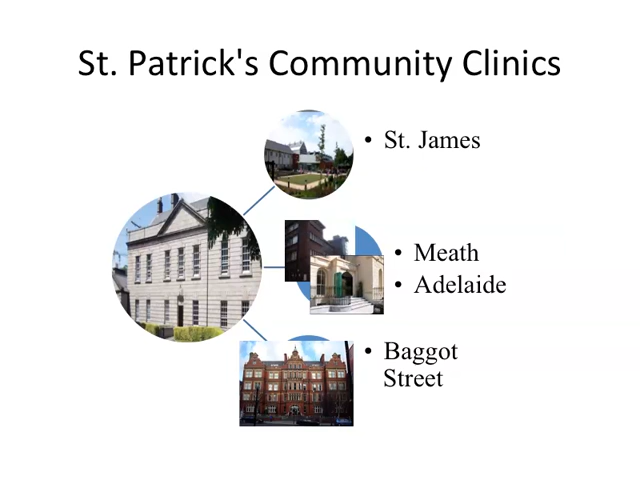 St. Patrick's Community Clinics
• St. James
• Meath
• Adelaide
• Baggot
Street